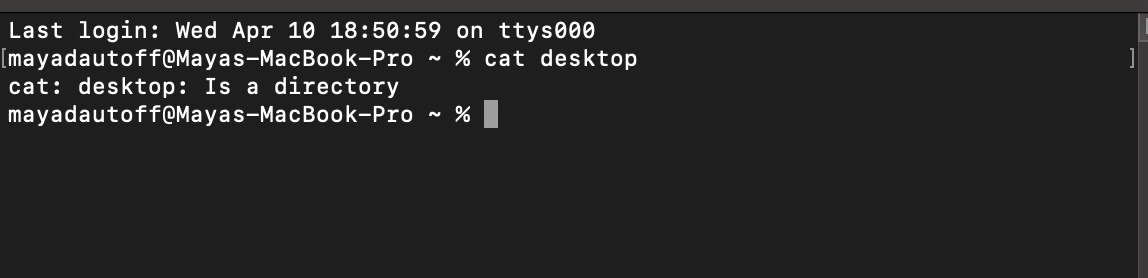 Last login: Wed Apr 10 18:50:59 on ttys000
[mayadautoff@Mayas-MacBook-Pro ~ % cat desktop ]
cat: desktop: Is a directory
mayadautoff@Mayas-MacBook-Pro ~ %